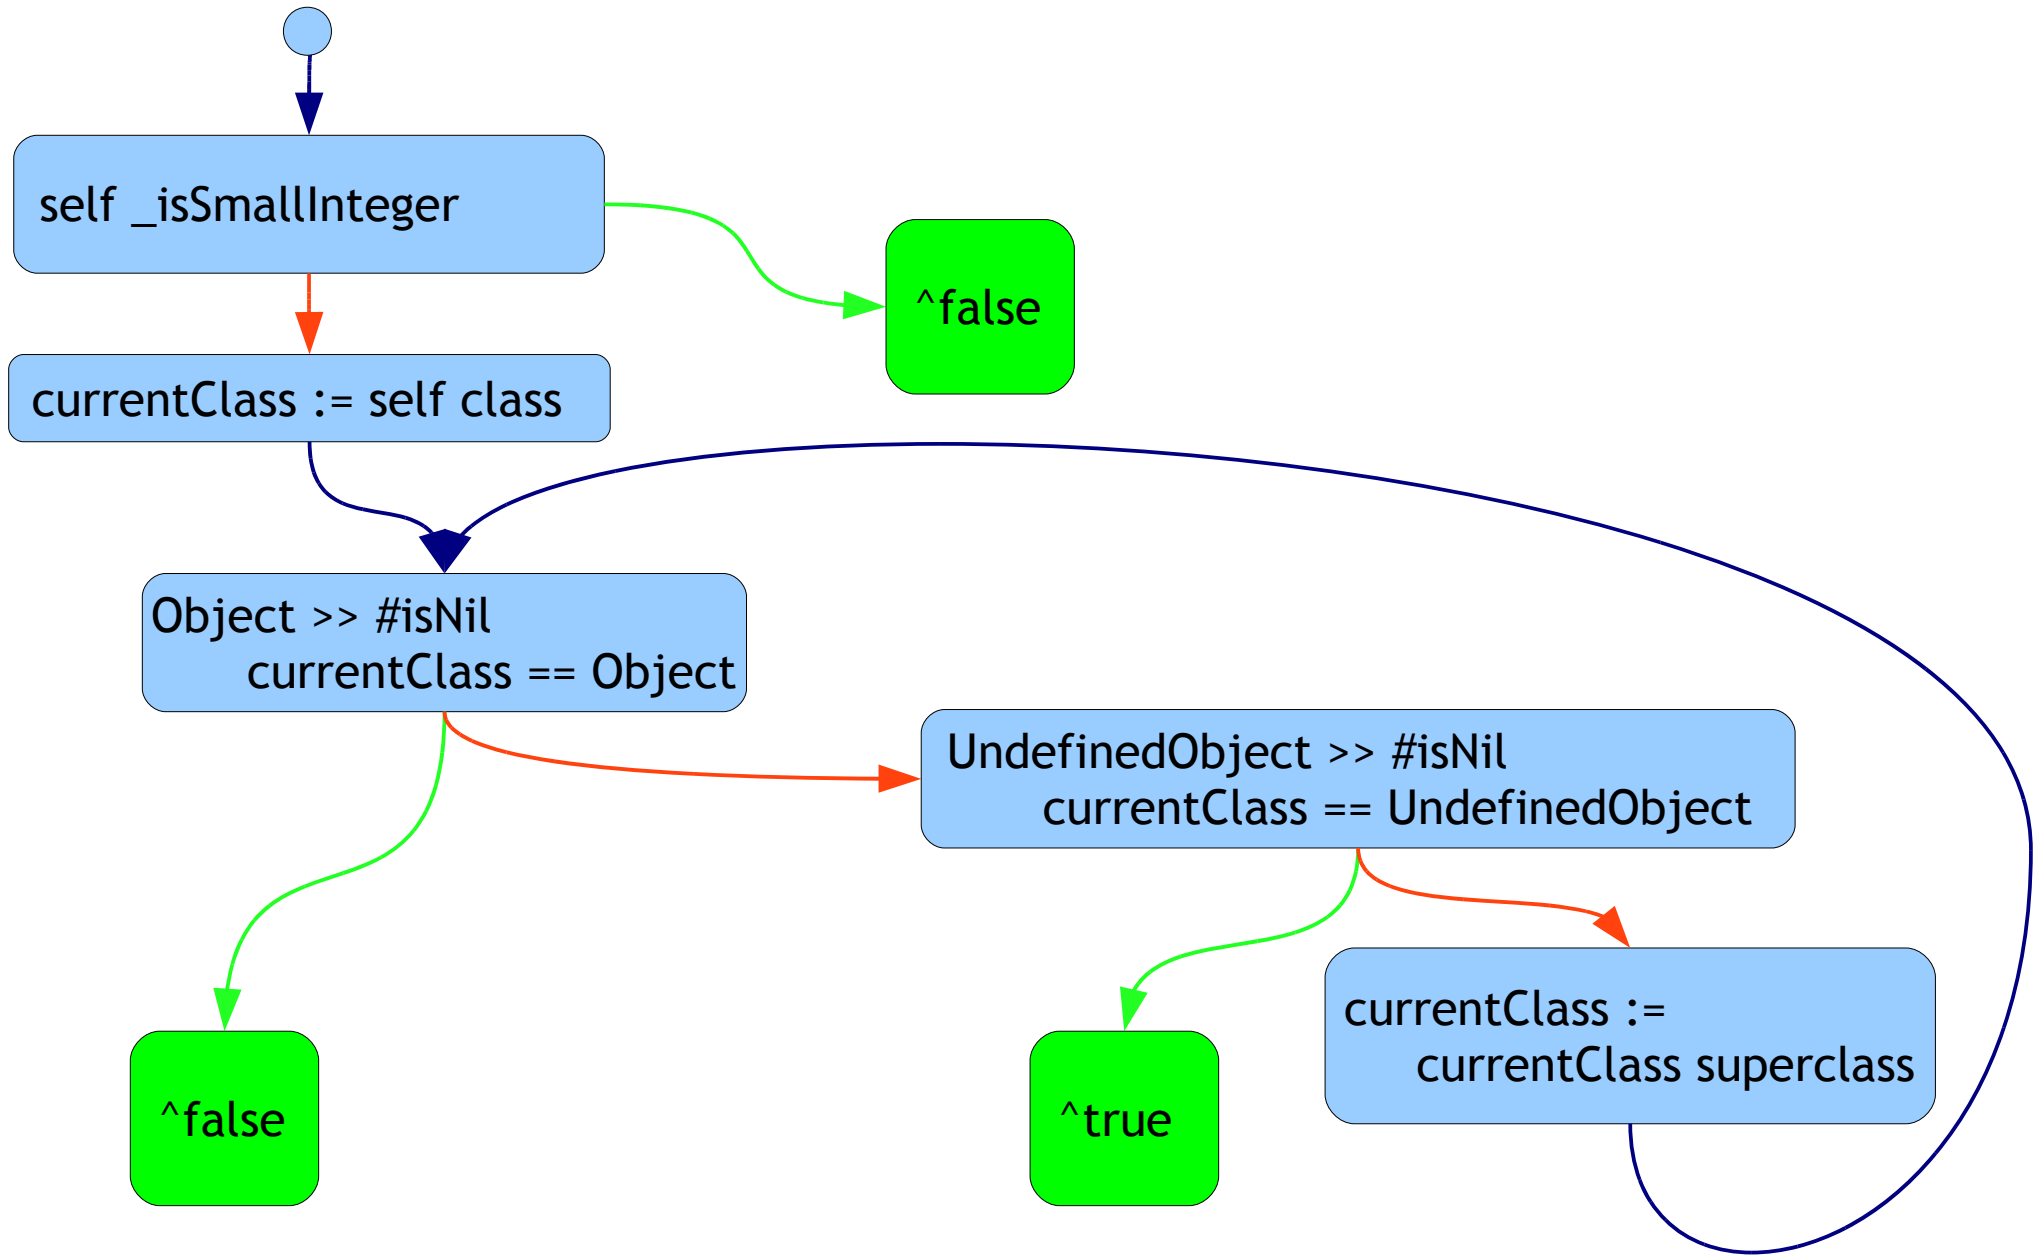 self _isSmallInteger
^false
currentClass := self class
Object >> #isNil
currentClass == Object
UndefinedObject >> #isNil
currentClass == UndefinedObject
currentClass :=
currentClass superclass
^false
^true